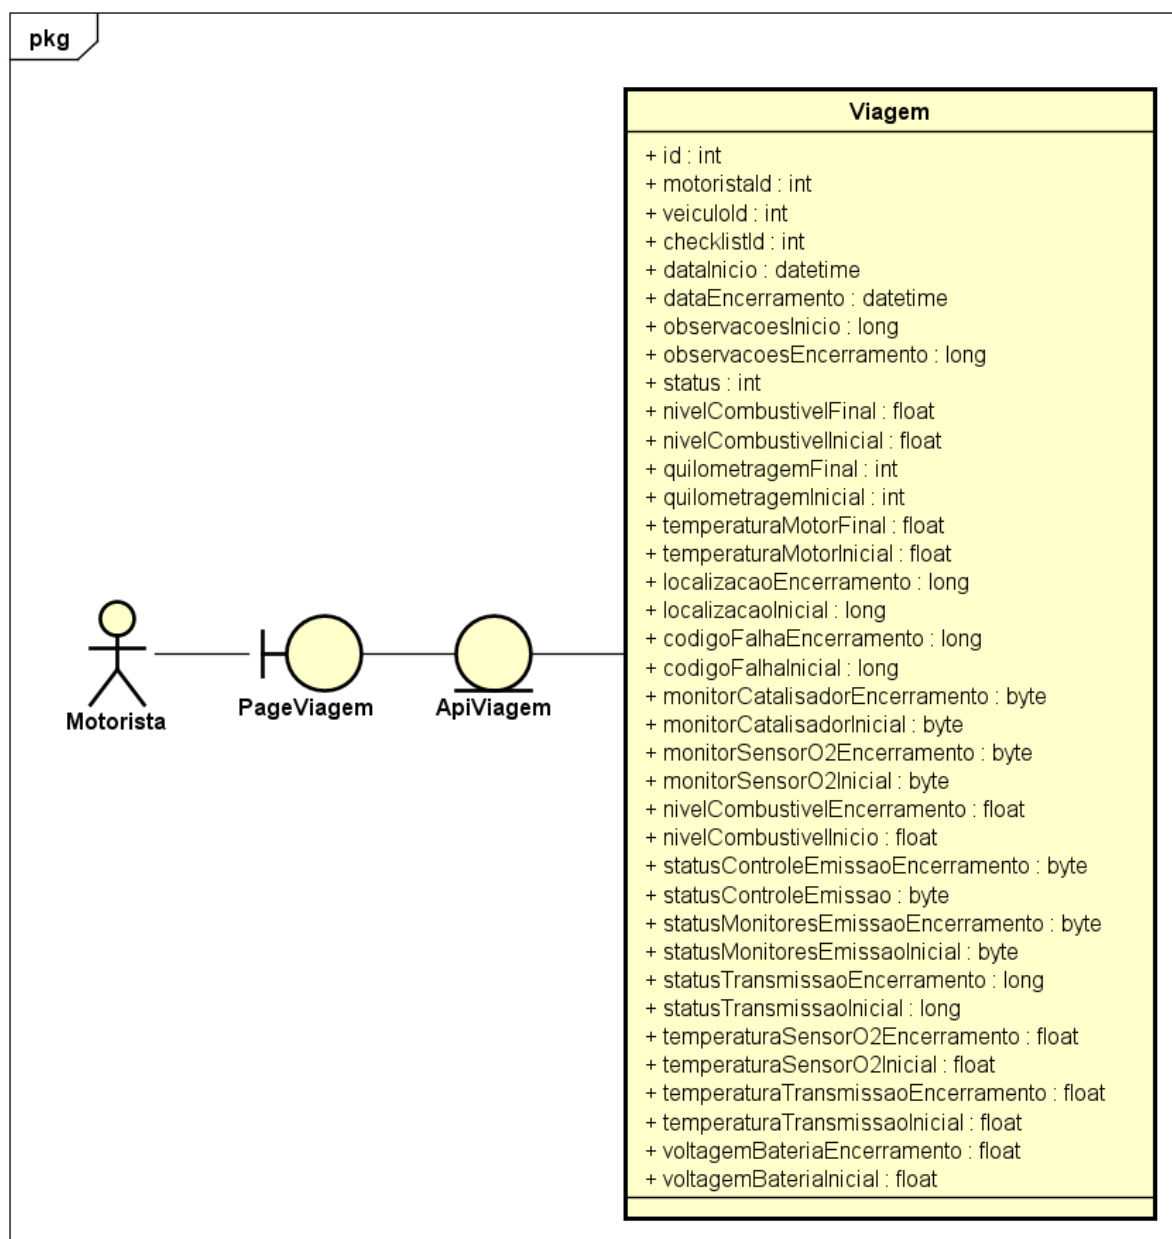 pkg
Viagem
+ id : int
+ motoristaId : int
+ veiculoId : int
+ checklistId : int
+ dataInicio : datetime
+ dataEncerramento : datetime
+ observacoesInicio : long
+ observacoesEncerramento : long
+ status : int
+ nivelCombustivelFinal : float
+ nivelCombustivelInicial : float
+ quilometragemFinal : int
+ quilometragemInicial : int
+ temperaturaMotorFinal : float
+ temperaturaMotorInicial : float
+ localizacaoEncerramento : long
+ localizacaoInicial : long
+ codigoFalhaEncerramento : long
+ codigoFalhaInicial : long
+ monitorCatalisadorEncerramento : byte
+ monitorCatalisadorInicial : byte
+ monitorSensorO2Encerramento : byte
+ monitorSensorO2Inicial : byte
+ nivelCombustivelEncerramento : float
+ nivelCombustivelInicio : float
+ statusControleEmissaoEncerramento : byte
+ statusControleEmissao : byte
+ statusMonitoresEmissaoEncerramento : byte
+ statusMonitoresEmissaoInicial : byte
+ statusTransmissaoEncerramento : long
+ statusTransmissaoInicial : long
+ temperaturaSensorO2Encerramento : float
+ temperaturaSensorO2Inicial : float
+ temperaturaTransmissaoEncerramento : float
+ temperaturaTransmissaoInicial : float
+ voltagemBateriaEncerramento : float
+ voltagemBateriaInicial : float
Motorista
PageViagem
ApiViagem